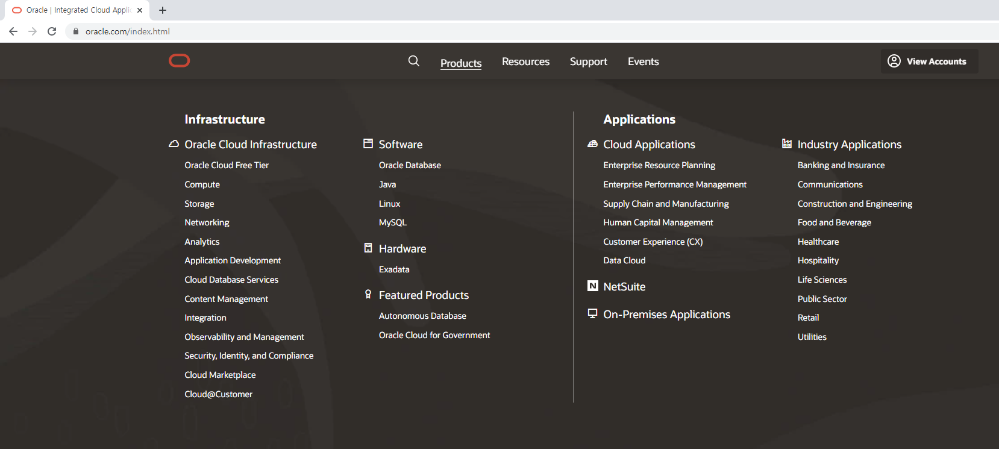 Oracle | Integrated Cloud Applic
oracle.com/index.html
Products Resources Support Events View Accounts
Infrastructure
Oracle Cloud Infrastructure
Oracle Cloud Free Tier
Compute
Storage
Networking
Analytics
Application Development
Cloud Database Services
Content Management
Integration
Observability and Management
Security, Identity, and Compliance
Cloud Marketplace
Cloud@Customer
Software
Oracle Database
Java
Linux
MySQL
Hardware
Exadata
Featured Products
Autonomous Database
Oracle Cloud for Government
Applications
Cloud Applications
Enterprise Resource Planning
Enterprise Performance Management
Supply Chain and Manufacturing
Human Capital Management
Customer Experience (CX)
Data Cloud
N NetSuite
On-Premises Applications
Industry Applications
Banking and Insurance
Communications
Construction and Engineering
Food and Beverage
Healthcare
Hospitality
Life Sciences
Public Sector
Retail
Utilities